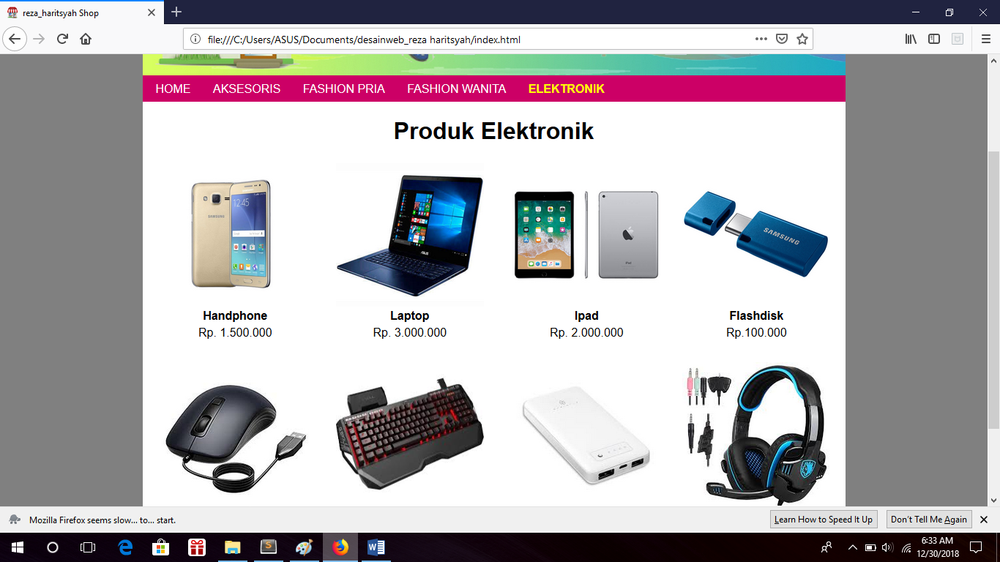 reza_haritsyah Shop
file:///C:/Users/ASUS/Documents/desainweb_reza haritsyah/index.html
HOME AKSESORIS FASHION PRIA FASHION WANITA ELEKTRONIK
Produk Elektronik
12:45
SAMSUNG
ASUS
iPad
SAMSUNG
Handphone Laptop Ipad Flashdisk
Rp. 1.500.000 Rp. 3.000.000 Rp. 2.000.000 Rp.100.000
Mozilla Firefox seems slow... to... start. Learn How to Speed It Up Don't Tell Me Again
6:33 AM
12/30/2018